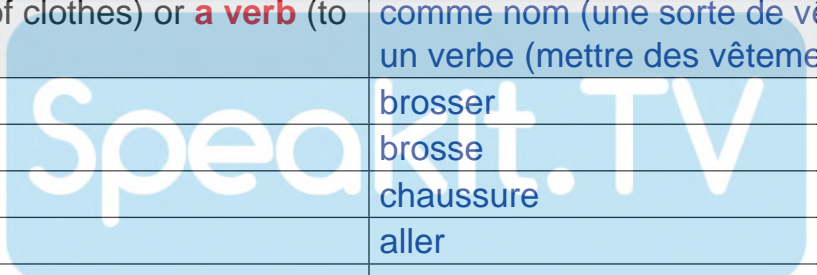 of clothes) or a verb (to
comme nom (une sorte de
un verbe (mettre des
brosser
brosse
chaussure
aller
Speakit.TV